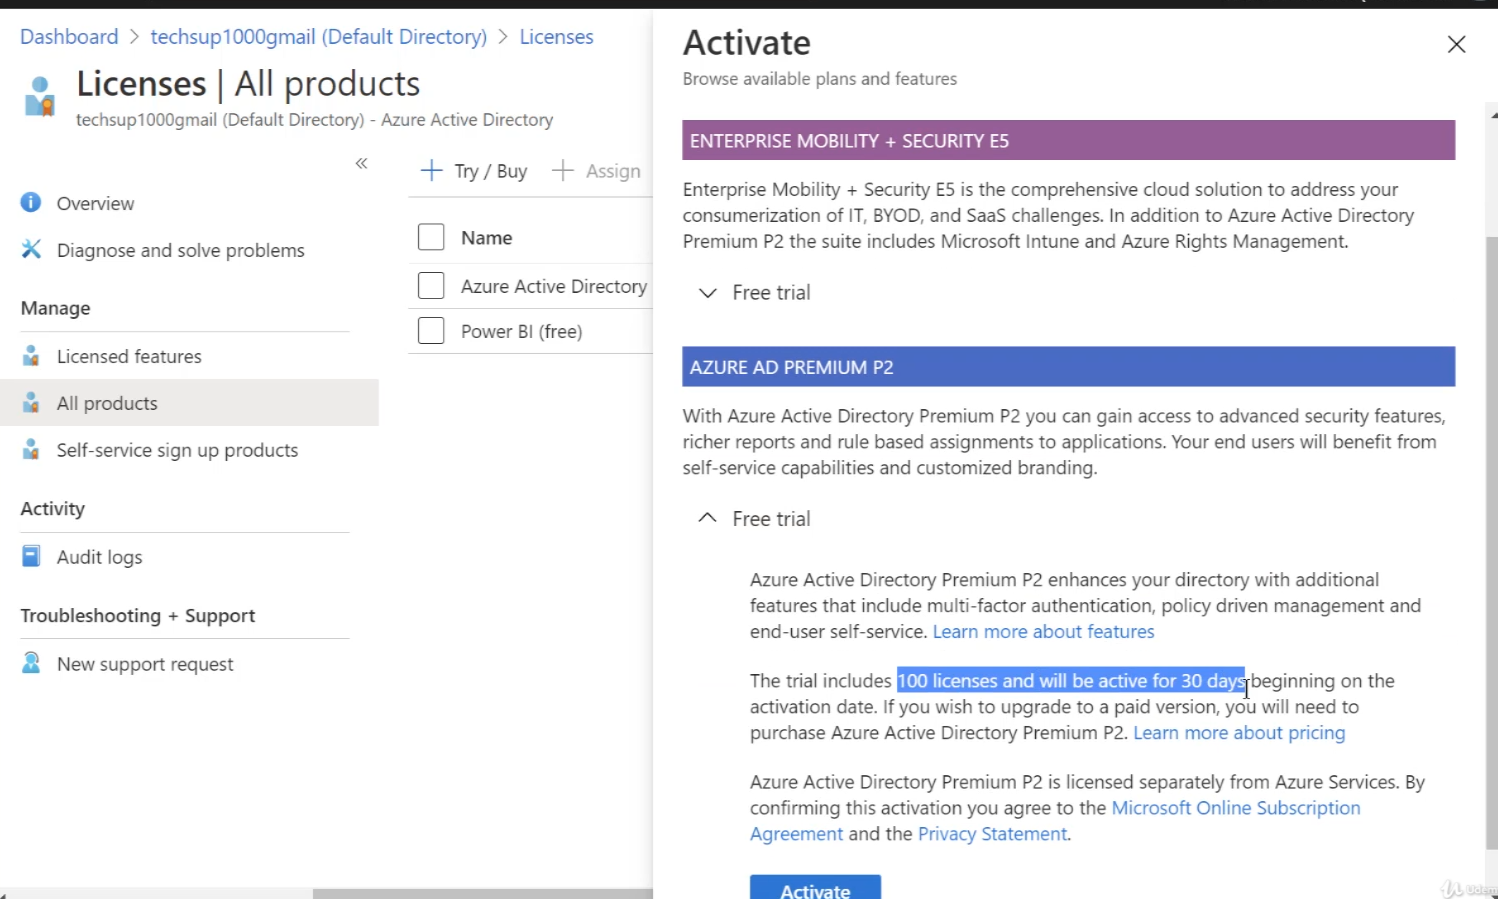 Dashboard > techsup1000gmail (Default Directory) > Licenses
Licenses | All products
techsup1000gmail (Default Directory) - Azure Active Directory
«
Overview
Diagnose and solve problems
Manage
Licensed features
All products
Self-service sign up products
Activity
Audit logs
Troubleshooting + Support
New support request
Try / Buy
Assign
Name
Azure Active Directory
Power BI (free)
Activate
Browse available plans and features
ENTERPRISE MOBILITY + SECURITY E5
Enterprise Mobility + Security E5 is the comprehensive cloud solution to address your
consumerization of IT, BYOD, and SaaS challenges. In addition to Azure Active Directory
Premium P2 the suite includes Microsoft Intune and Azure Rights Management.
Free trial
AZURE AD PREMIUM P2
With Azure Active Directory Premium P2 you can gain access to advanced security features,
richer reports and rule based assignments to applications. Your end users will benefit from
self-service capabilities and customized branding.
Free trial
Azure Active Directory Premium P2 enhances your directory with additional
features that include multi-factor authentication, policy driven management and
end-user self-service. Learn more about features
The trial includes 100 licenses and will be active for 30 days beginning on the
activation date. If you wish to upgrade to a paid version, you will need to
purchase Azure Active Directory Premium P2. Learn more about pricing
Azure Active Directory Premium P2 is licensed separately from Azure Services. By
confirming this activation you agree to the Microsoft Online Subscription
Agreement and the Privacy Statement.
Activate
Udem